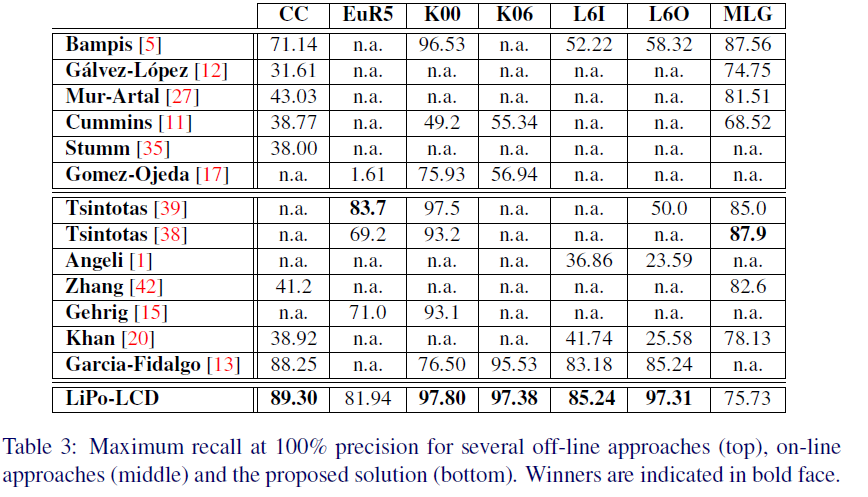 CC EuR5 K00 K06 L6I L6O MLG
Bampis [5] 71.14 n.a. 96.53 n.a. 52.22 58.32 87.56
Gálvez-López [12] 31.61 n.a. n.a. n.a. n.a. n.a. 74.75
Mur-Artal [27] 43.03 n.a. n.a. n.a. n.a. n.a. 81.51
Cummins [11] 38.77 n.a. 49.2 55.34 n.a. n.a. 68.52
Stumm [35] 38.00 n.a. n.a. n.a. n.a. n.a. n.a.
Gomez-Ojeda [17] n.a. 1.61 75.93 56.94 n.a. n.a. n.a.
Tsintotas [39] n.a. 83.7 97.5 n.a. n.a. 50.0 85.0
Tsintotas [38] n.a. 69.2 93.2 n.a. n.a. n.a. 87.9
Angeli [1] n.a. n.a. n.a. n.a. 36.86 23.59 n.a.
Zhang [42] 41.2 n.a. n.a. n.a. n.a. n.a. 82.6
Gehrig [15] n.a. 71.0 93.1 n.a. n.a. n.a. n.a.
Khan [20] 38.92 n.a. n.a. n.a. 41.74 25.58 78.13
Garcia-Fidalgo [13] 88.25 n.a. 76.50 95.53 83.18 85.24 n.a.
LiPo-LCD 89.30 81.94 97.80 97.38 85.24 97.31 75.73
Table 3: Maximum recall at 100% precision for several off-line approaches (top), on-line
approaches (middle) and the proposed solution (bottom). Winners are indicated in bold face.